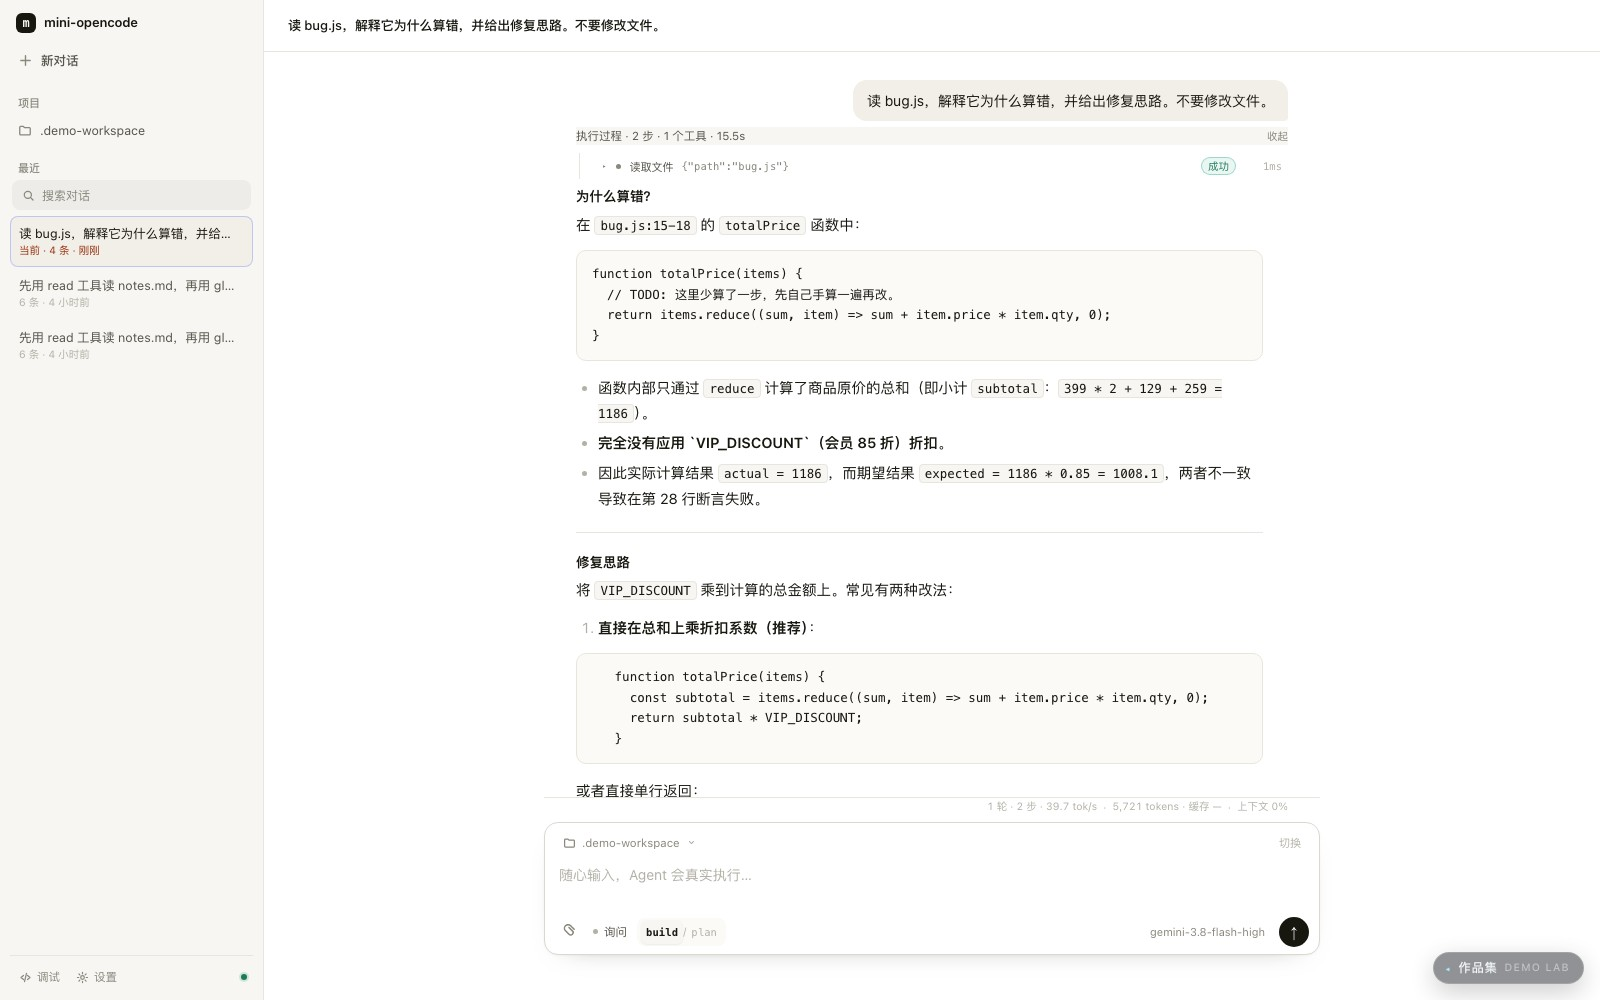 m mini-opencode
新对话
项目
.demo-workspace
最近
搜索对话
读 bug.js，解释它为什么算错，并给...
当前 · 4 条 · 刚刚
先用 read 工具读 notes.md，再用 gl...
6 条 · 4 小时前
先用 read 工具读 notes.md，再用 gl...
6 条 · 4 小时前
调试 设置
读 bug.js，解释它为什么算错，并给出修复思路。不要修改文件。
读 bug.js，解释它为什么算错，并给出修复思路。不要修改文件。
执行过程 · 2 步 · 1 个工具 · 15.5s 收起
· 读取文件 {"path":"bug.js"} 成功 1ms
为什么算错?
在 bug.js:15-18 的 totalPrice 函数中：
function totalPrice(items) {
  // TODO: 这里少算了一步，先自己手算一遍再改。
  return items.reduce((sum, item) => sum + item.price * item.qty, 0);
}
函数内部只通过 reduce 计算了商品原价的总和（即小计 subtotal： 399 * 2 + 129 + 259 =
1186）。
完全没有应用 `VIP_DISCOUNT`（会员 85 折）折扣。
因此实际计算结果 actual = 1186，而期望结果 expected = 1186 * 0.85 = 1008.1，两者不一致
导致在第 28 行断言失败。
修复思路
将 VIP_DISCOUNT 乘到计算的总金额上。常见有两种改法：
1. 直接在总和上乘折扣系数（推荐）：
function totalPrice(items) {
  const subtotal = items.reduce((sum, item) => sum + item.price * item.qty, 0);
  return subtotal * VIP_DISCOUNT;
}
或者直接单行返回：
1 轮 · 2 步 · 39.7 tok/s · 5,721 tokens · 缓存 — · 上下文 0%
.demo-workspace 切换
随心输入，Agent 会真实执行...
询问 build / plan gemini-3.8-flash-high
作品集 DEMO LAB